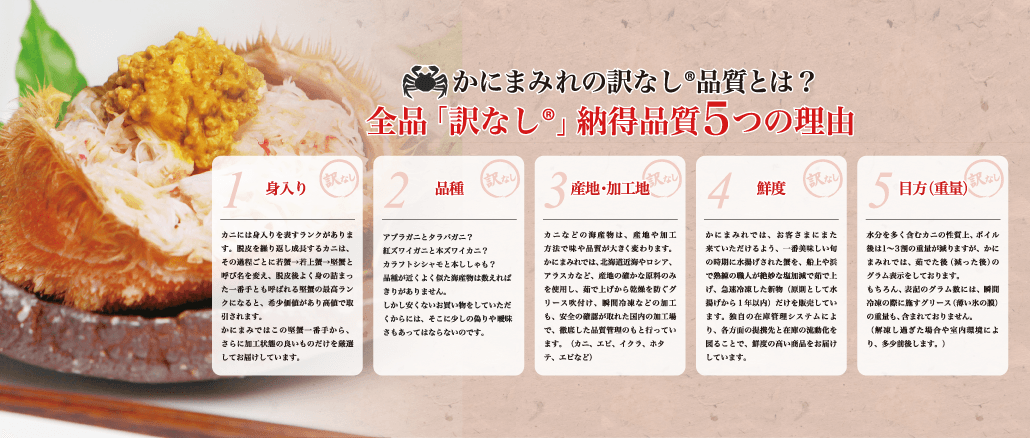 かにまみれの訳なし®品質とは？
全品「訳なし®」納得品質5つの理由
1 身入り 訳なし
カニには身入りを表すランクがありま
す。脱皮を繰り返し成長するカニは、
その過程ごとに若蟹→若上蟹→堅蟹と
呼び名を変え、脱皮後よく身の詰まっ
た一番手とも呼ばれる堅蟹の最高ラン
クになると、希少価値があり高値で取
引されます。
かにまみではこの堅蟹一番手から、
さらに加工状態の良いものだけを厳選
してお届けしています。
2 品種 訳なし
アブラガニとタラバガニ？
紅ズワイガニと本ズワイカニ？
カラフトシシャモと本ししゃも？
品種が近くよく似た海産物は数えれば
きりがありません。
しかし安くないお買い物をしていただ
くからには、そこに少しの偽りや曖昧
さもあってはならないのです。
3 産地・加工地 訳なし
カニなどの海産物は、産地や加工
方法で味や品質が大きく変わります。
かにまみれでは、北海道近海やロシア、
アラスカなど、産地の確かな原料のみ
を使用し、茹で上げから乾燥を防ぐグ
リース吹付け、瞬間冷凍などの加工
も、安全の確認が取れた国内の加工場
で、徹底した品質管理のもと行ってい
ます。（カニ、エビ、イクラ、ホタ
テ、エビなど）
4 鮮度 訳なし
かにまみれでは、お客さまにまた
来ていただけるよう、一番美味しい旬
の時期に水揚げされた蟹を、船上や浜
で熟練の職人が絶妙な塩加減で茹で上
げ、急速冷凍した新物（原則として水
揚げから1年以内）だけを販売してい
ます。独自の在庫管理システムによ
り、各方面の提携先と在庫の流動化を
図ることで、鮮度の高い商品をお届け
しています。
5 目方（重量） 訳なし
水分を多く含むカニの性質上、ボイル
後は1〜3割の重量が減りますが、かに
まみれでは、茹でた後（減った後）の
グラム表示をしております。
もちろん、表記のグラム数には、瞬間
冷凍の際に施すグリース（薄い氷の膜）
の重量も、含まれておりません。
（解凍し過ぎた場合や室内環境によ
り、多少前後します。）